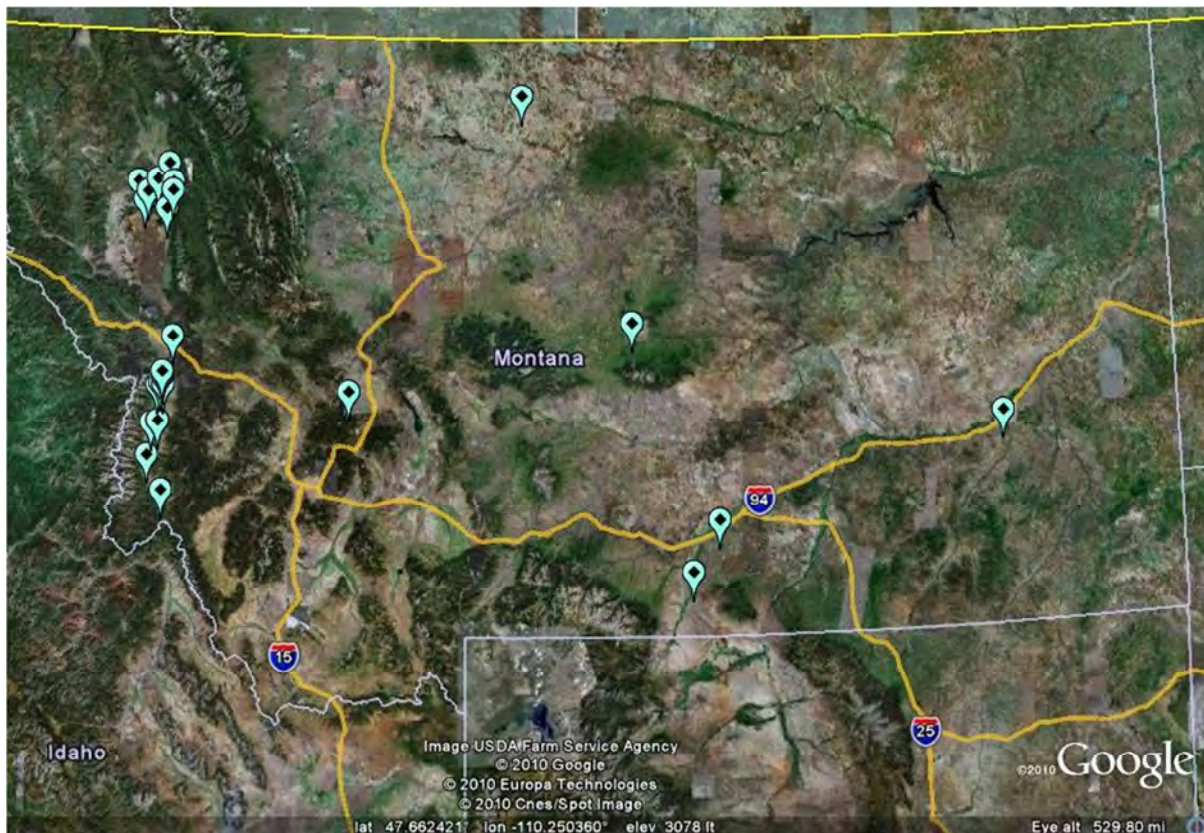 Montana
94
15
25
Idaho
Image USDA Farm Service Agency
© 2010 Google
© 2010 Europa Technologies
© 2010 Cnes/Spot Image
©2010 Google
lat 47.662421° lon -110.250360° elev 3078 ft
Eye alt 529.80 mi